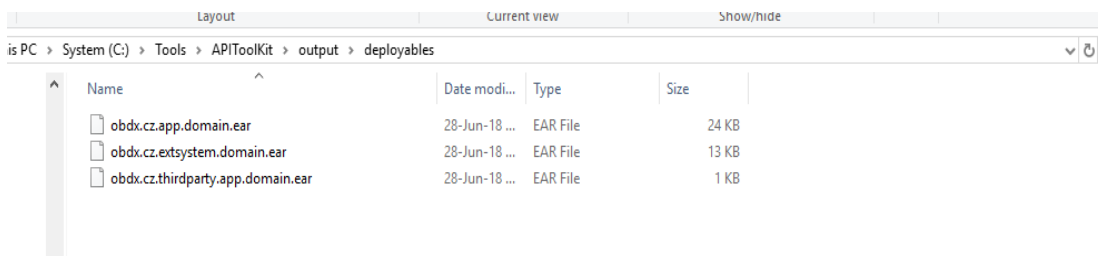 Layout Current view Show/hide
is PC > System (C:) > Tools > APIToolKit > output > deployables
Name Date modi... Type Size
obdx.cz.app.domain.ear 28-Jun-18 ... EAR File 24 KB
obdx.cz.extsystem.domain.ear 28-Jun-18 ... EAR File 13 KB
obdx.cz.thirdparty.app.domain.ear 28-Jun-18 ... EAR File 1 KB